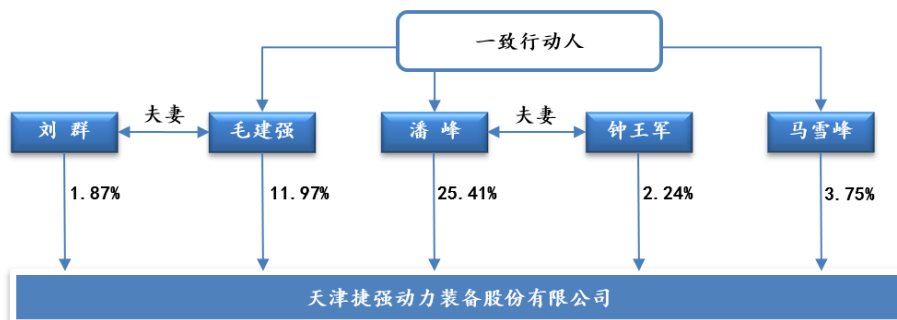 一致行动人
夫妻
夫妻
刘 群
毛建强
潘 峰
钟王军
马雪峰
1.87%
11.97%
25.41%
2.24%
3.75%
天津捷强动力装备股份有限公司